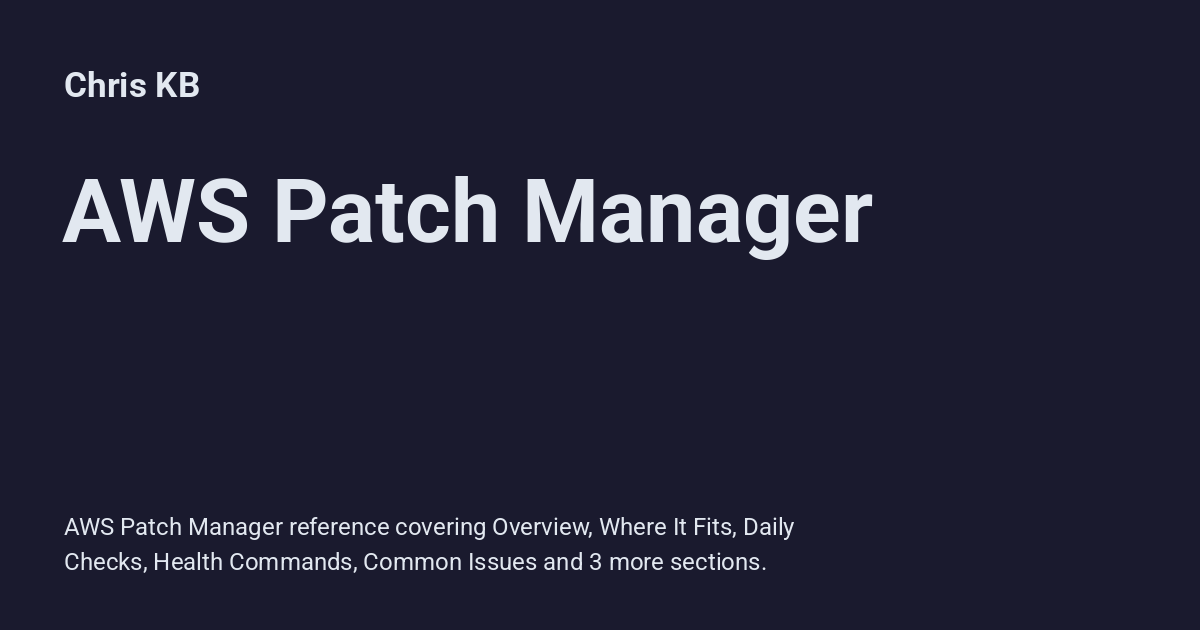 Chris KB
AWS Patch Manager
AWS Patch Manager reference covering Overview, Where It Fits, Daily
Checks, Health Commands, Common Issues and 3 more sections.